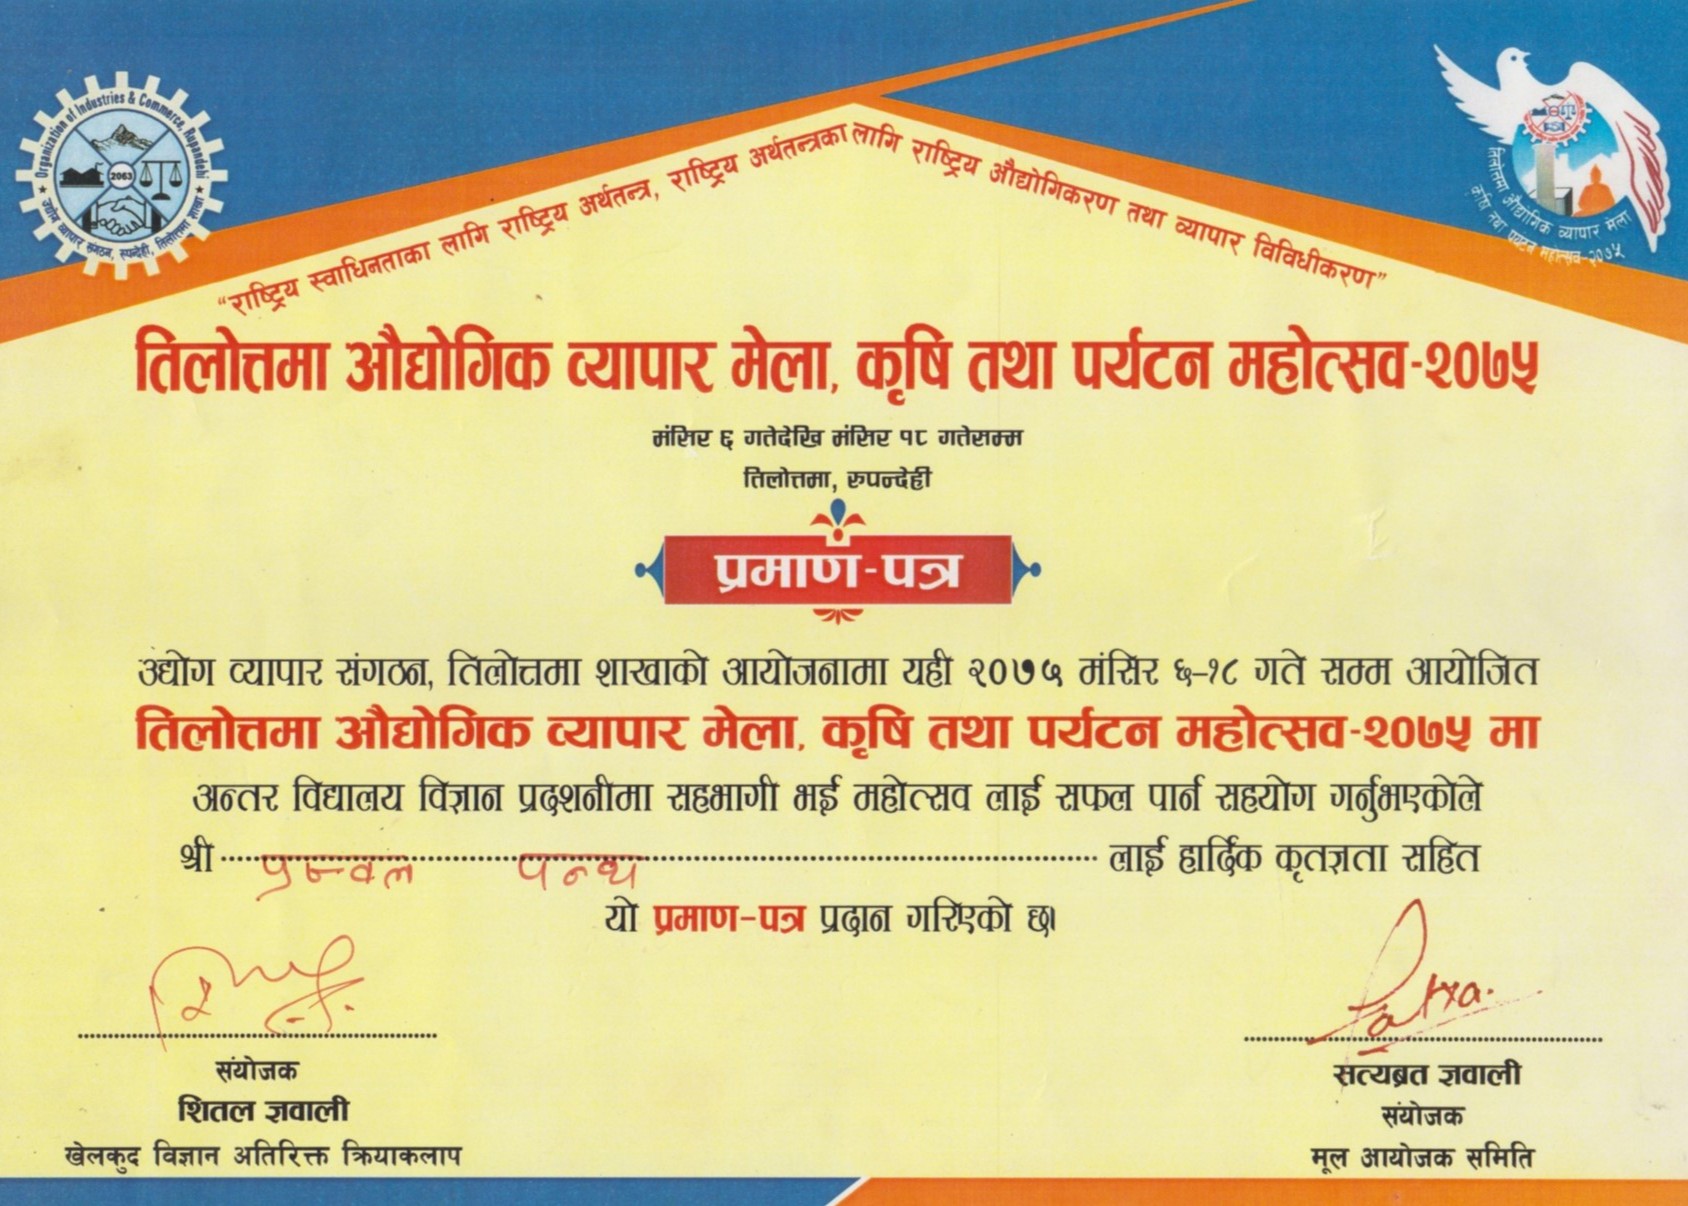 Organization of Industries & Commerce, Rupandehi
2063
उद्योग व्यापार संगठन, रुपन्देही, तिलोत्तमा शाखा
तिलोत्तमा औद्योगिक व्यापार मेला
कृषि तथा पर्यटन महोत्सव-२०७५
“राष्ट्रिय स्वाधिनताका लागि राष्ट्रिय अर्थतन्त्र, राष्ट्रिय अर्थतन्त्रका लागि राष्ट्रिय औद्योगिकरण तथा व्यापार विविधीकरण”
तिलोत्तमा औद्योगिक व्यापार मेला, कृषि तथा पर्यटन महोत्सव-२०७५
मंसिर ६ गतेदेखि मंसिर १८ गतेसम्म
तिलोत्तमा, रुपन्देही
प्रमाण-पत्र
उद्योग व्यापार संगठन, तिलोत्तमा शाखाको आयोजनामा यही २०७५ मंसिर ६-१८ गते सम्म आयोजित
तिलोत्तमा औद्योगिक व्यापार मेला, कृषि तथा पर्यटन महोत्सव-२०७५ मा
अन्तर विद्यालय विज्ञान प्रदशनीमा सहभागी भई महोत्सव लाई सफल पार्न सहयोग गर्नुभएकोले
श्री प्रज्वल पन्थ लाई हार्दिक कृतज्ञता सहित
यो प्रमाण-पत्र प्रदान गरिएको छ।
संयोजक
शितल ज्ञवाली
खेलकुद विज्ञान अतिरिक्त क्रियाकलाप
सत्यब्रत ज्ञवाली
संयोजक
मूल आयोजक समिति